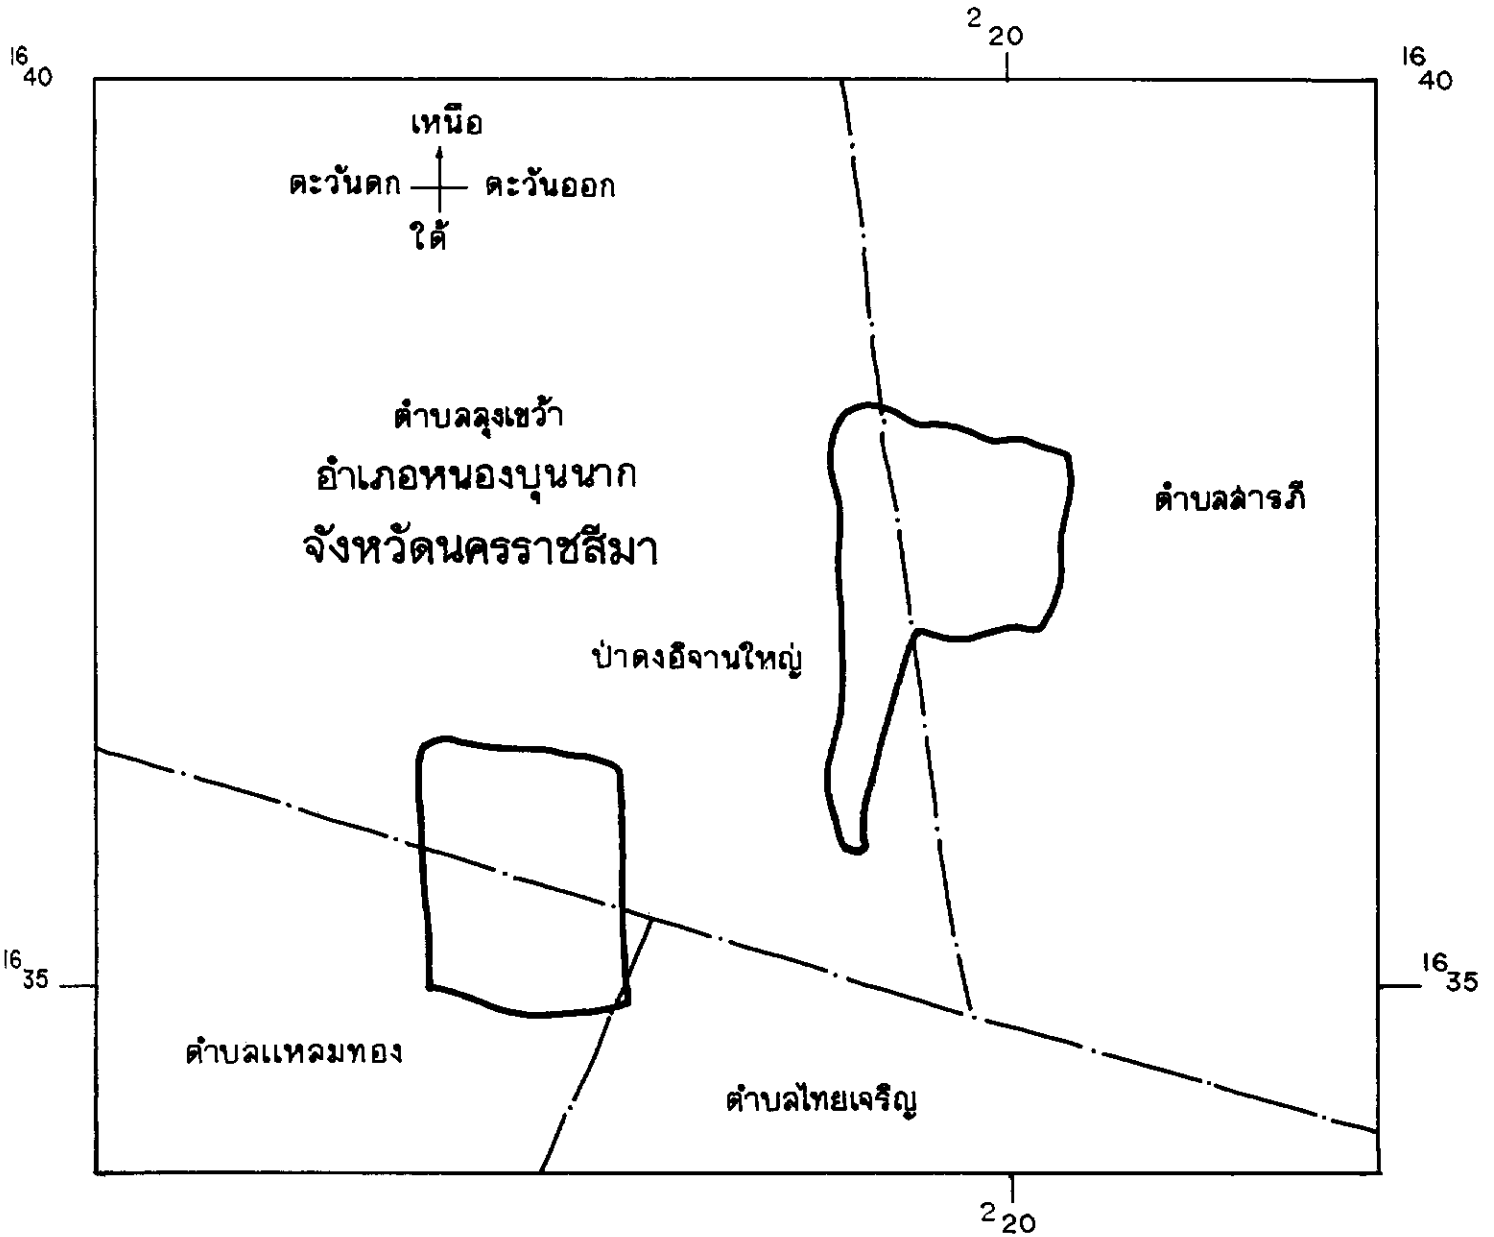 2 20
16 40
16 40
เหนือ
ตะวันตก ตะวันออก
ใต้
ตำบลลุงเขว้า
อำเภอหนองบุนนาก
จังหวัดนครราชสีมา
ตำบลสารภี
ป่าดงอีจานใหญ่
16 35
16 35
ตำบลแหลมทอง
ตำบลไทยเจริญ
2 20